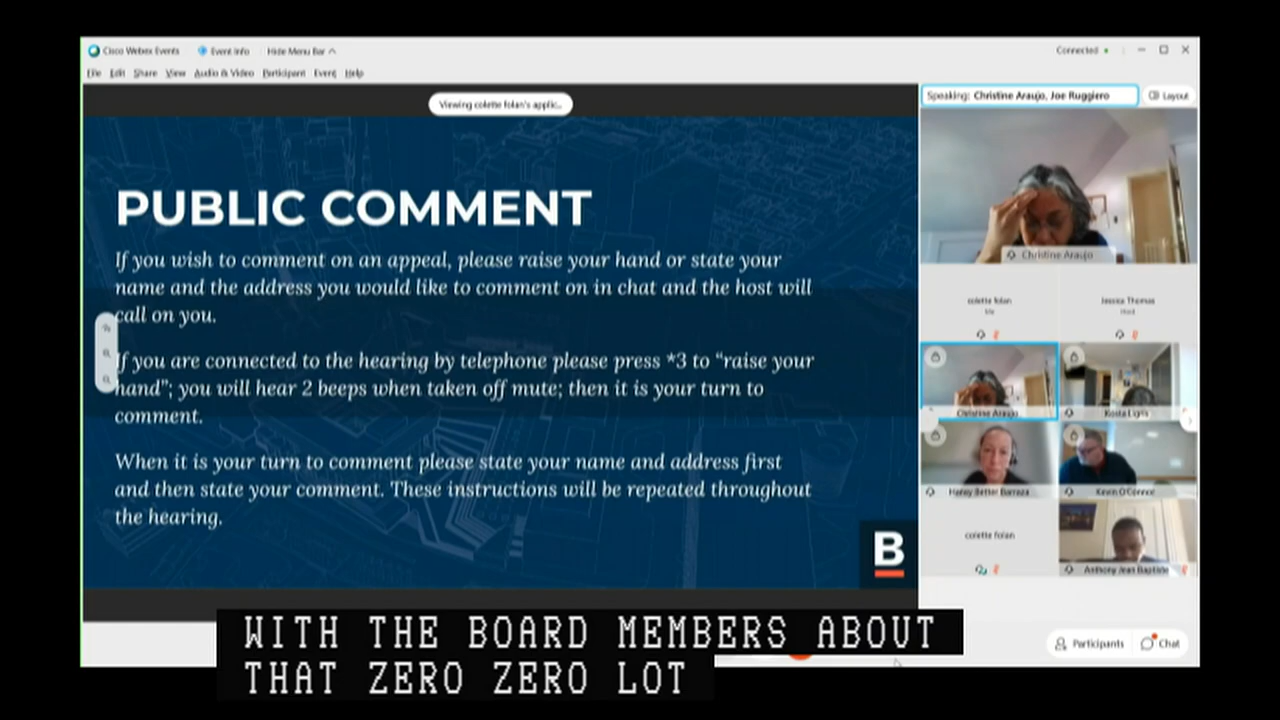 Cisco Webex Events Event Info Hide Menu Bar Connected
File Edit Share View Audio & Video Participant Event Help
Viewing colette folan's applic...
Speaking: Christine Araujo, Joe Ruggiero Layout
PUBLIC COMMENT
If you wish to comment on an appeal, please raise your hand or state your
name and the address you would like to comment on in chat and the host will
call on you.
If you are connected to the hearing by telephone please press *3 to “raise your
hand”; you will hear 2 beeps when taken off mute; then it is your turn to
comment.
When it is your turn to comment please state your name and address first
and then state your comment. These instructions will be repeated throughout
the hearing.
B
Christine Araujo
colette folan
Me
Jessica Thomas
Host
Christine Araujo
Kosta Ligris
Hansy Better Barraza
Kevin O'Connor
colette folan
Anthony Jean Baptiste
Participants Chat
WITH THE BOARD MEMBERS ABOUT
THAT ZERO ZERO LOT